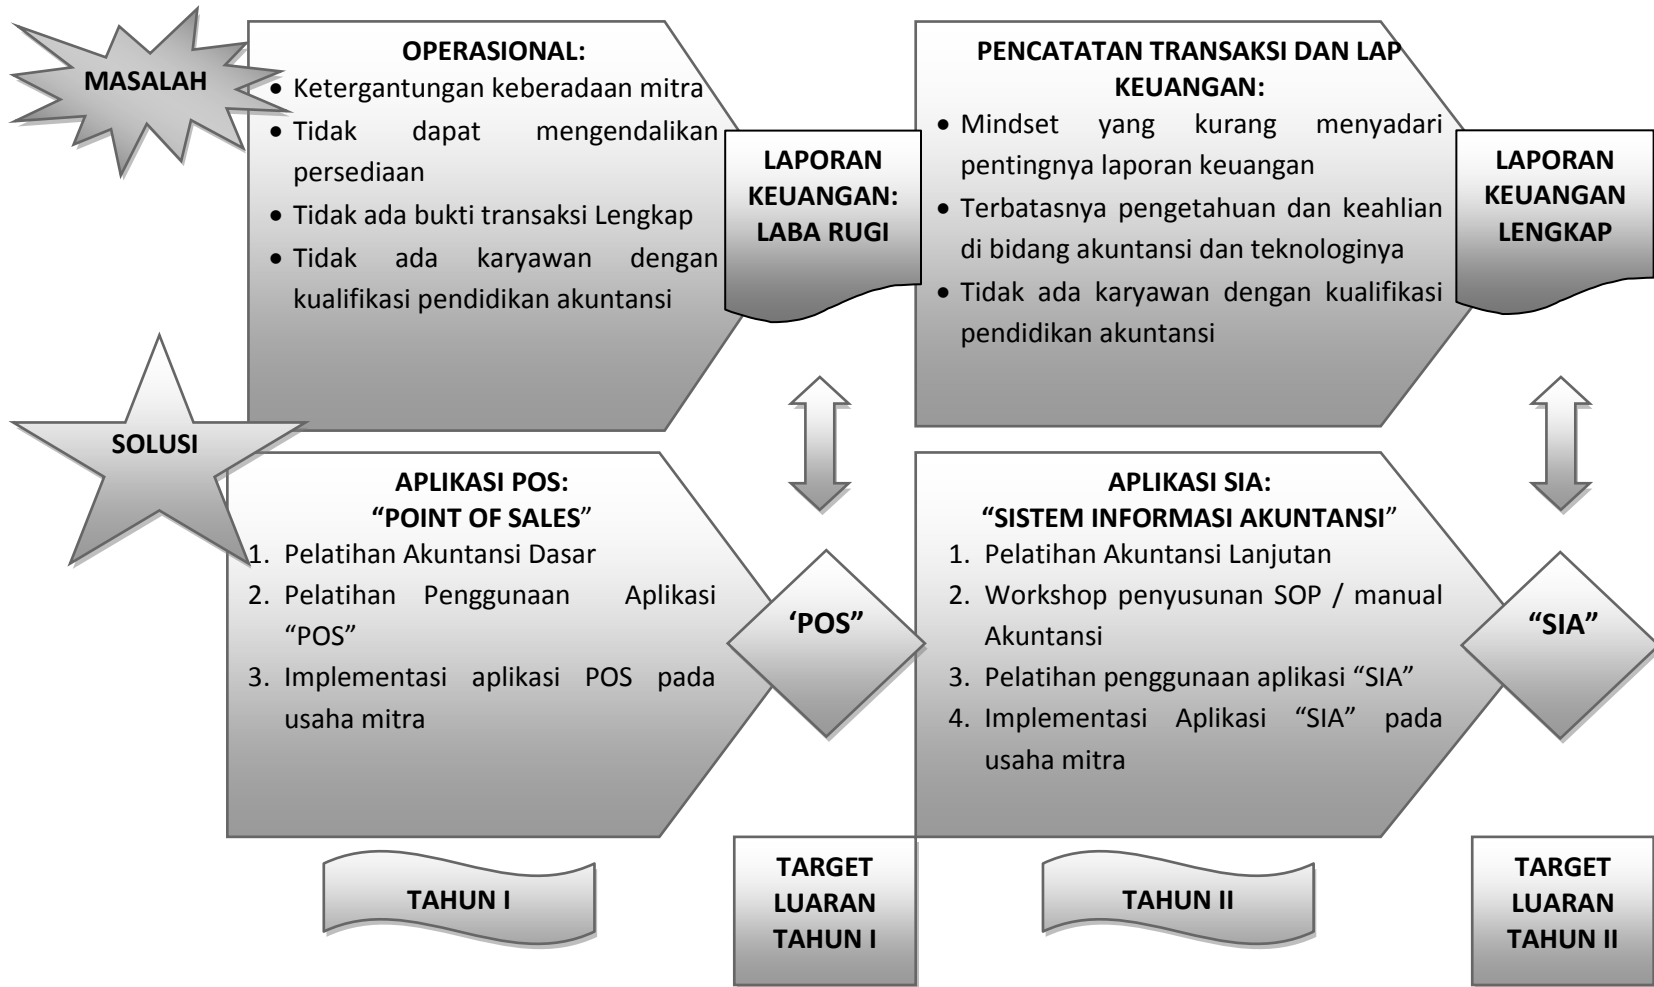 MASALAH
OPERASIONAL:
• Ketergantungan keberadaan mitra
• Tidak dapat mengendalikan
persediaan
• Tidak ada bukti transaksi Lengkap
• Tidak ada karyawan dengan
kualifikasi pendidikan akuntansi
LAPORAN
KEUANGAN:
LABA RUGI
PENCATATAN TRANSAKSI DAN LAP
KEUANGAN:
• Mindset yang kurang menyadari
pentingnya laporan keuangan
• Terbatasnya pengetahuan dan keahlian
di bidang akuntansi dan teknologinya
• Tidak ada karyawan dengan kualifikasi
pendidikan akuntansi
LAPORAN
KEUANGAN
LENGKAP
SOLUSI
APLIKASI POS:
“POINT OF SALES”
1. Pelatihan Akuntansi Dasar
2. Pelatihan Penggunaan Aplikasi
“POS”
3. Implementasi aplikasi POS pada
usaha mitra
‘POS”
APLIKASI SIA:
“SISTEM INFORMASI AKUNTANSI”
1. Pelatihan Akuntansi Lanjutan
2. Workshop penyusunan SOP / manual
Akuntansi
3. Pelatihan penggunaan aplikasi “SIA”
4. Implementasi Aplikasi “SIA” pada
usaha mitra
“SIA”
TAHUN I
TARGET
LUARAN
TAHUN I
TAHUN II
TARGET
LUARAN
TAHUN II